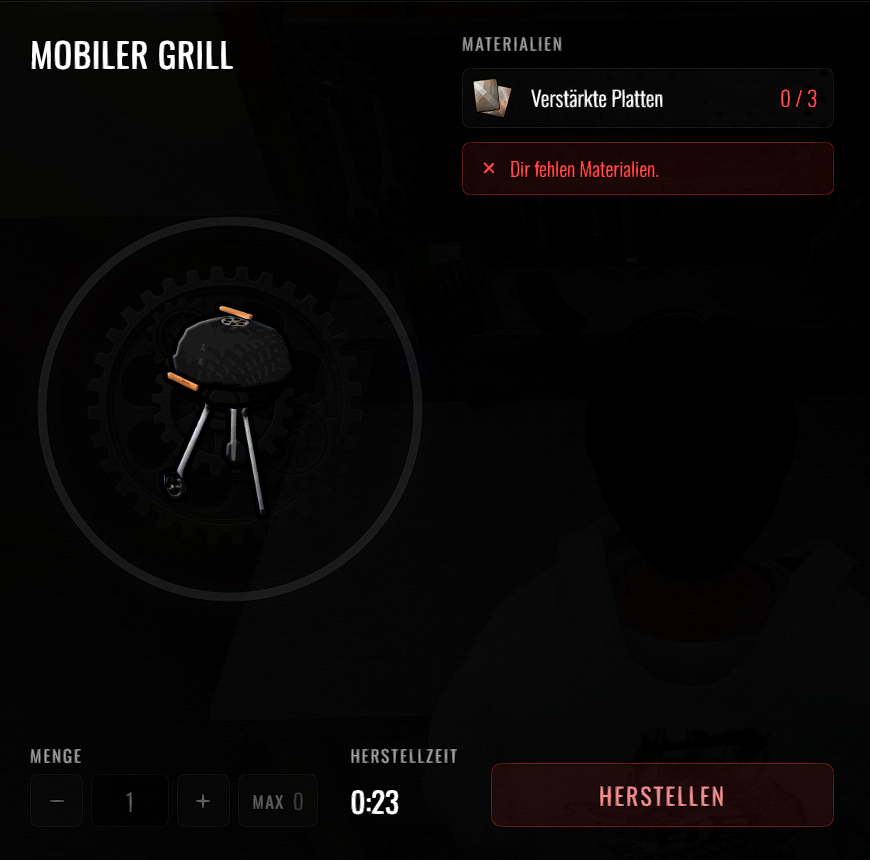 MOBILER GRILL
MATERIALIEN
Verstärkte Platten 0 / 3
× Dir fehlen Materialien.
MENGE
− 1 + MAX 0
HERSTELLZEIT
0:23
HERSTELLEN